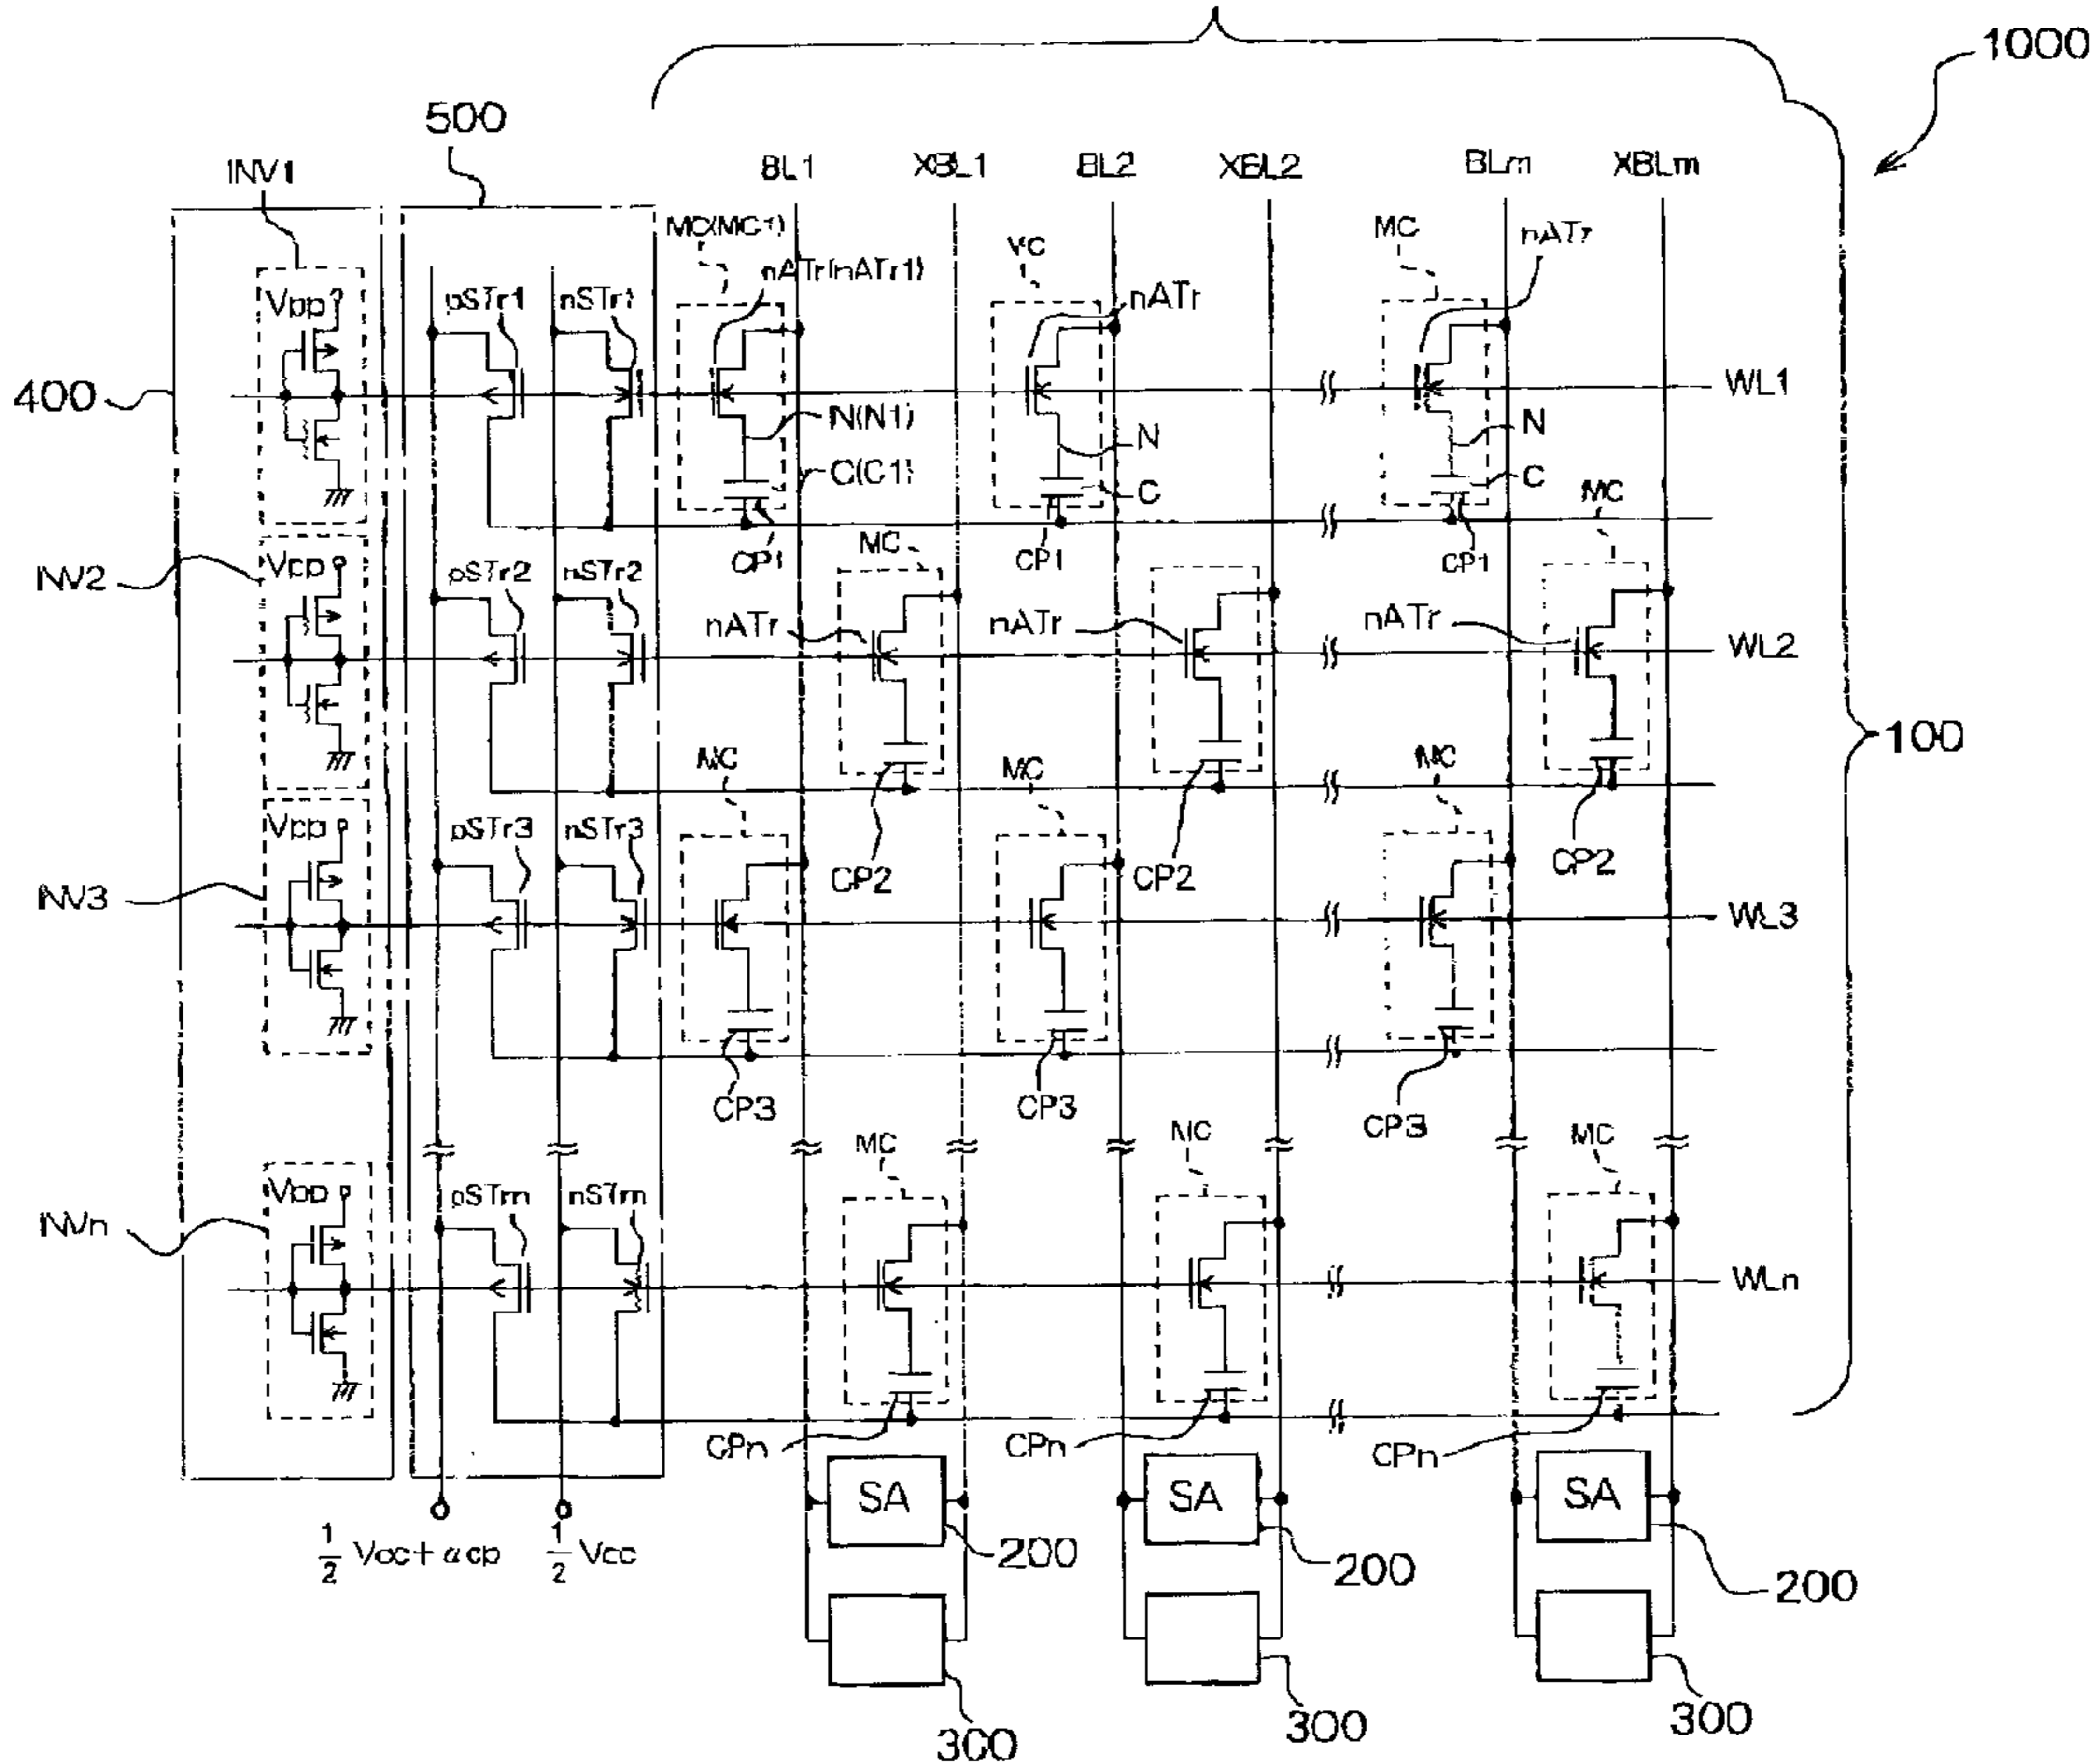 1000
500
INV1
BL1
XBL1
BL2
XBL2
BLm
XBLm
MC(MC1)
nATr(nATr1)
MC
nATr
MC
nATr
Vpp
pSTr1
nSTr1
400
WL1
N(N1)
N
N
C(C1)
C
C
MC
CP1
CP1
CP1
INV2
Vpp
pSTr2
nSTr2
MC
nATr
nATr
nATr
WL2
100
MC
MC
MC
Vpp
pSTr3
nSTr3
CP2
CP2
CP2
INV3
WL3
CP3
CP3
CP3
MC
MC
MC
INVn
Vpp
pSTrn
nSTrn
WLn
CPn
CPn
CPn
SA
SA
SA
1/2 Vcc+αcp
1/2 Vcc
200
200
200
300
300
300